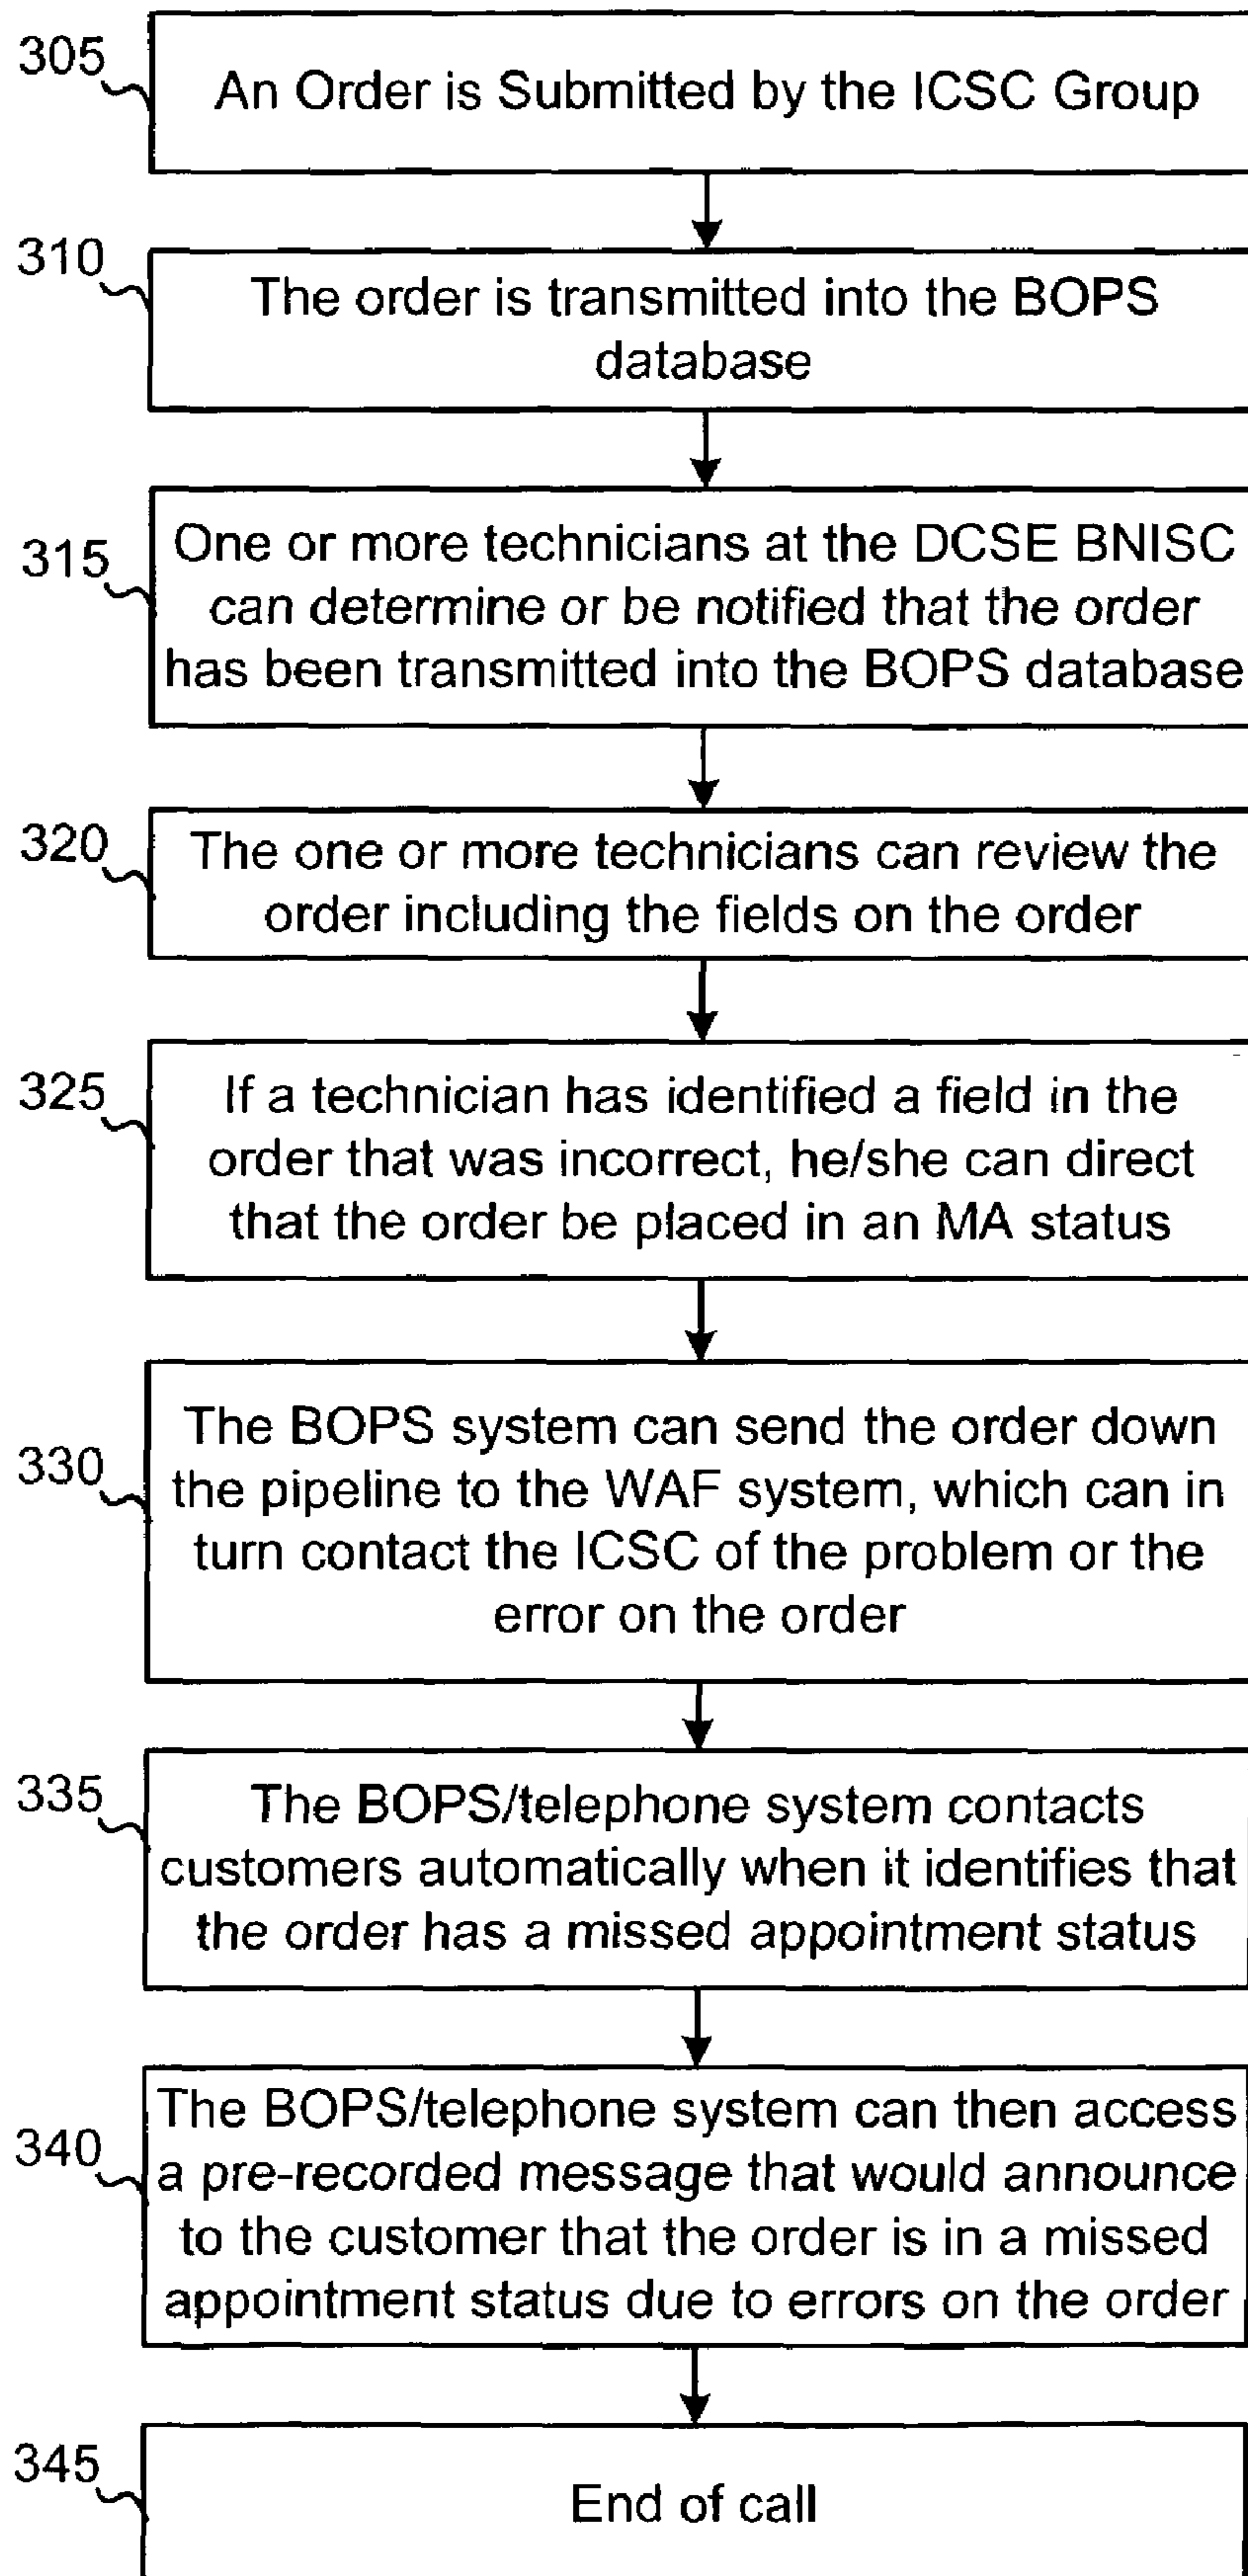 305
An Order is Submitted by the ICSC Group
310
The order is transmitted into the BOPS
database
315
One or more technicians at the DCSE BNISC
can determine or be notified that the order
has been transmitted into the BOPS database
320
The one or more technicians can review the
order including the fields on the order
325
If a technician has identified a field in the
order that was incorrect, he/she can direct
that the order be placed in an MA status
330
The BOPS system can send the order down
the pipeline to the WAF system, which can in
turn contact the ICSC of the problem or the
error on the order
335
The BOPS/telephone system contacts
customers automatically when it identifies that
the order has a missed appointment status
340
The BOPS/telephone system can then access
a pre-recorded message that would announce
to the customer that the order is in a missed
appointment status due to errors on the order
345
End of call